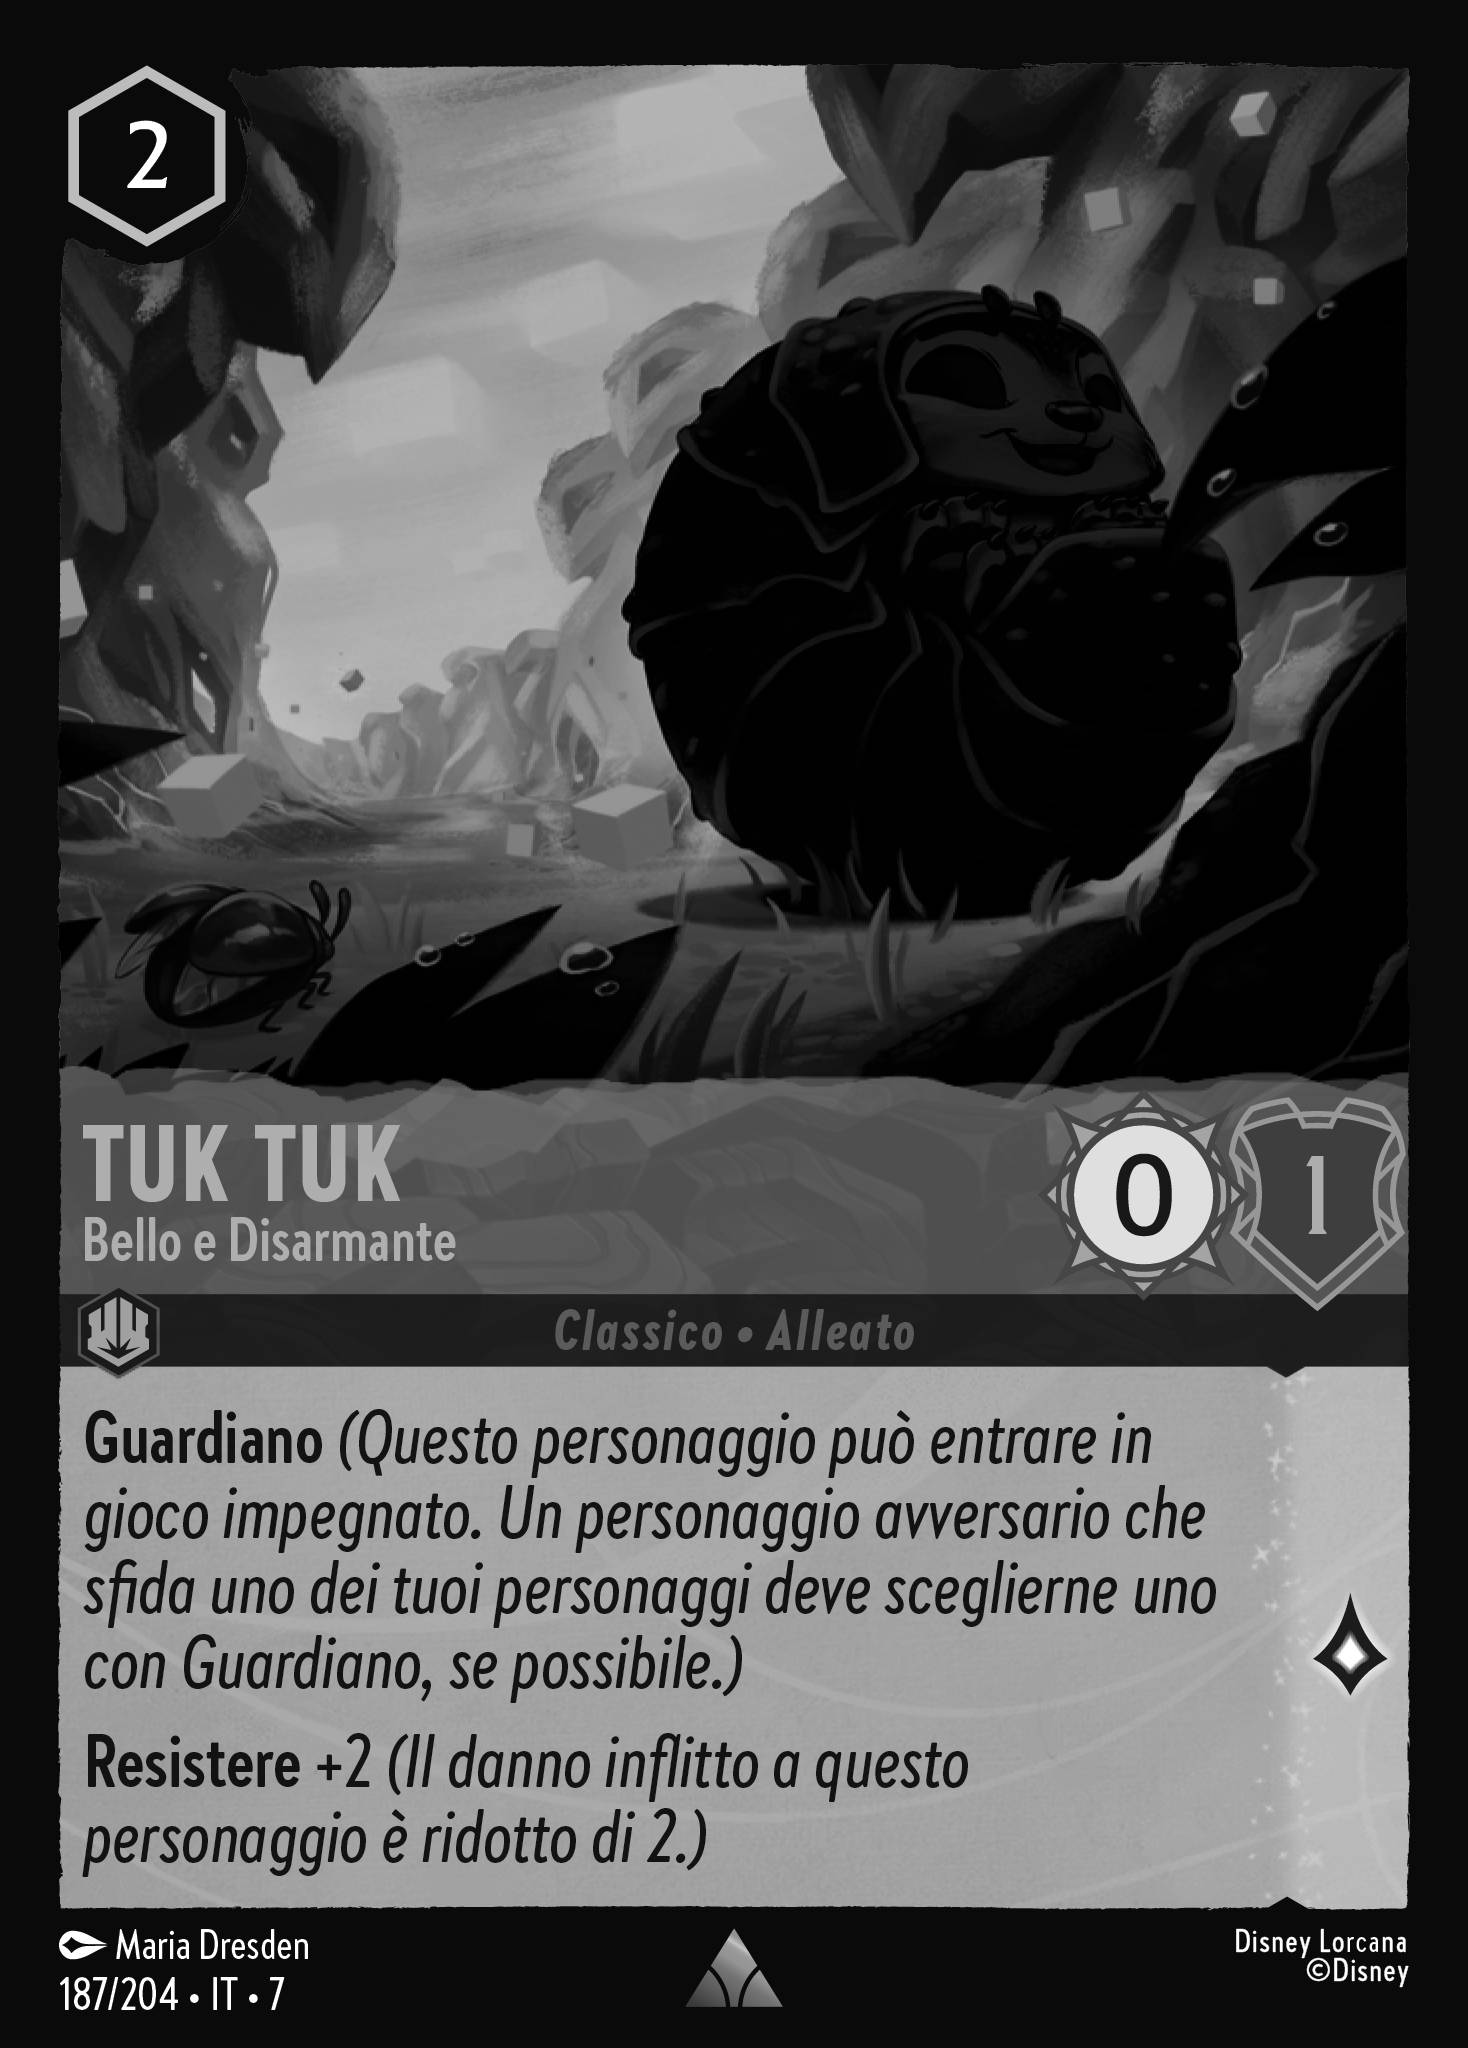 2
TUK TUK
Bello e Disarmante
0
1
Classico • Alleato
Guardiano (Questo personaggio può entrare in
gioco impegnato. Un personaggio avversario che
sfida uno dei tuoi personaggi deve sceglierne uno
con Guardiano, se possibile.)
Resistere +2 (Il danno inflitto a questo
personaggio è ridotto di 2.)
Maria Dresden
187/204 • IT • 7
Disney Lorcana
©Disney